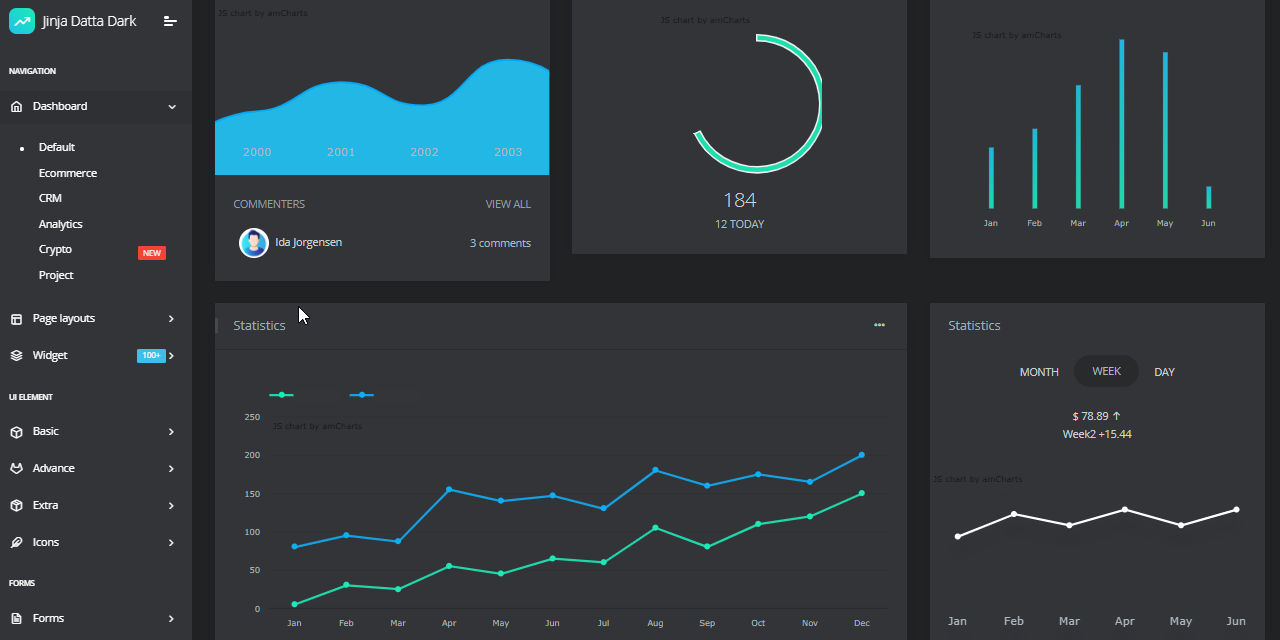 Jinja Datta Dark
NAVIGATION
Dashboard
Default
Ecommerce
CRM
Analytics
Crypto
NEW
Project
Page layouts
Widget
100+
UI ELEMENT
Basic
Advance
Extra
Icons
FORMS
Forms
JS chart by amCharts
2000 2001 2002 2003
COMMENTERS VIEW ALL
Ida Jorgensen 3 comments
JS chart by amCharts
184
12 TODAY
JS chart by amCharts
Jan Feb Mar Apr May Jun
Statistics
250
JS chart by amCharts
200
150
100
50
0
Jan Feb Mar Apr May Jun Jul Aug Sep Oct Nov Dec
Statistics
MONTH WEEK DAY
$ 78.89 ↑
Week2 +15.44
JS chart by amCharts
Jan Feb Mar Apr May Jun